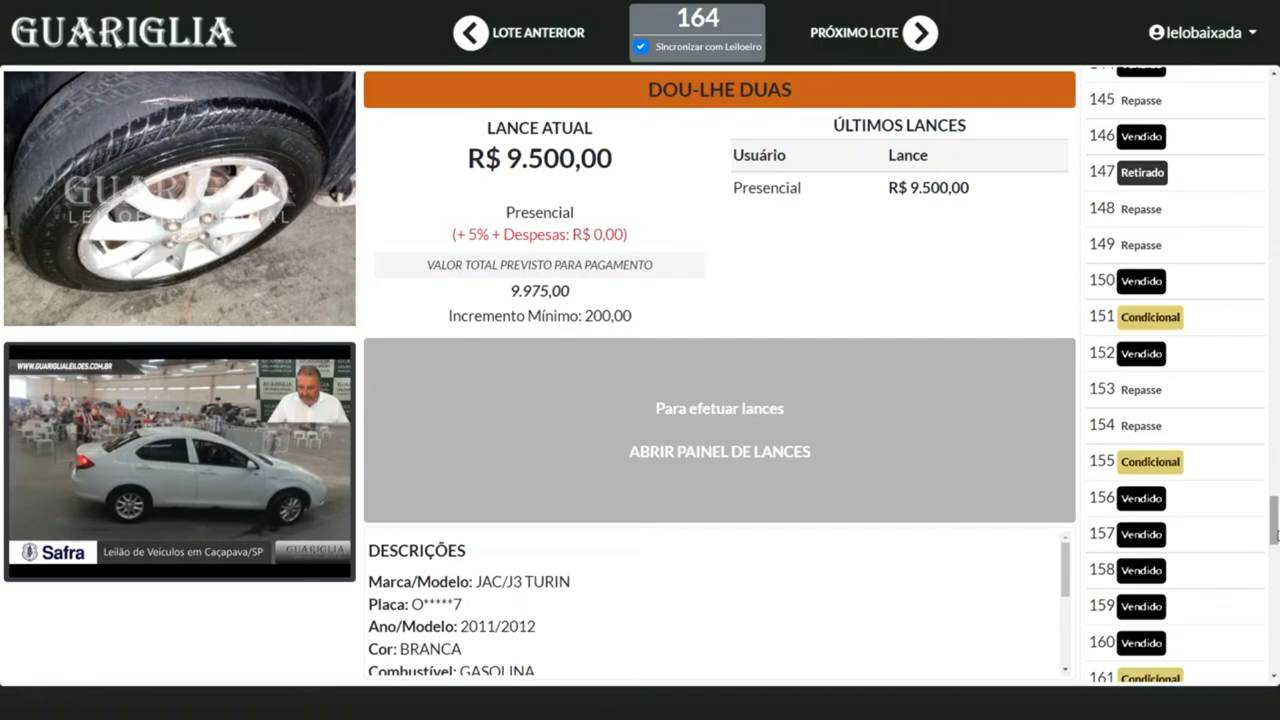 GUARIGLIA
LOTE ANTERIOR
164
Sincronizar com Leiloeiro
PRÓXIMO LOTE
lelobaixada
GUARIGLIA
DOU-LHE DUAS
LANCE ATUAL
R$ 9.500,00
Presencial
(+ 5% + Despesas: R$ 0,00)
VALOR TOTAL PREVISTO PARA PAGAMENTO
9.975,00
Incremento Mínimo: 200,00
ÚLTIMOS LANCES
Usuário Lance
Presencial R$ 9.500,00
Para efetuar lances
ABRIR PAINEL DE LANCES
WWW.GUARIGLIALEILOES.COM.BR
Safra
Leilão de Veículos em Caçapava/SP
GUARIGLIA
DESCRIÇÕES
Marca/Modelo: JAC/J3 TURIN
Placa: O*****7
Ano/Modelo: 2011/2012
Cor: BRANCA
Combustível: GASOLINA
145 Repasse
146 Vendido
147 Retirado
148 Repasse
149 Repasse
150 Vendido
151 Condicional
152 Vendido
153 Repasse
154 Repasse
155 Condicional
156 Vendido
157 Vendido
158 Vendido
159 Vendido
160 Vendido
161 Condicional